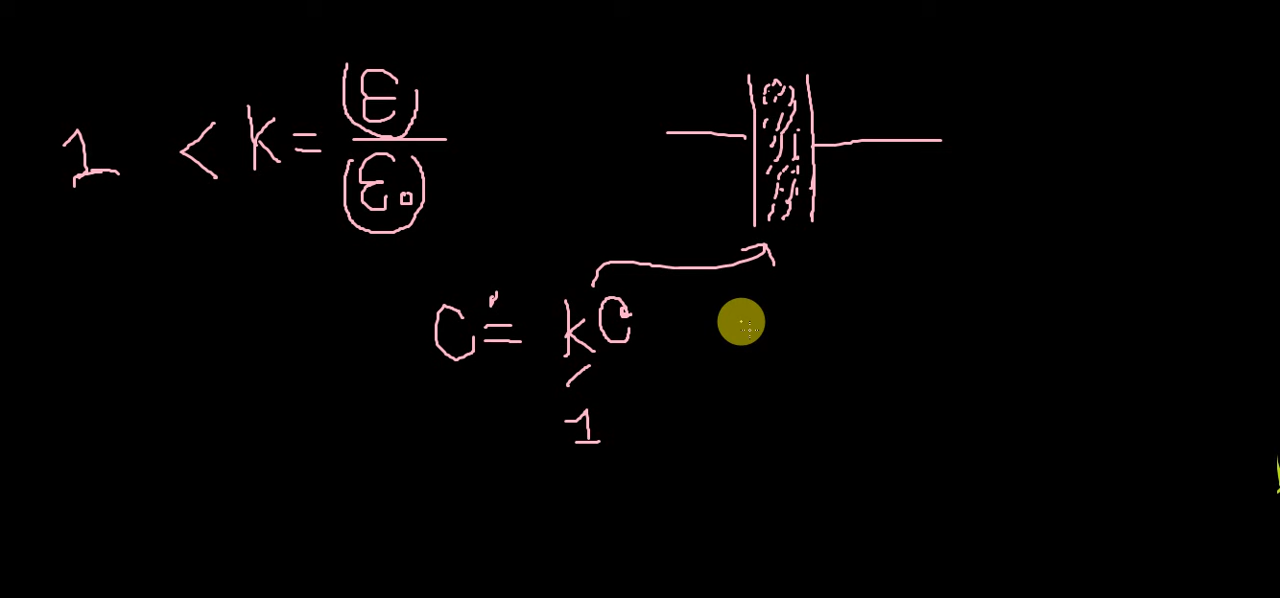 1 < k = ε / ε₀
C' = kC
1